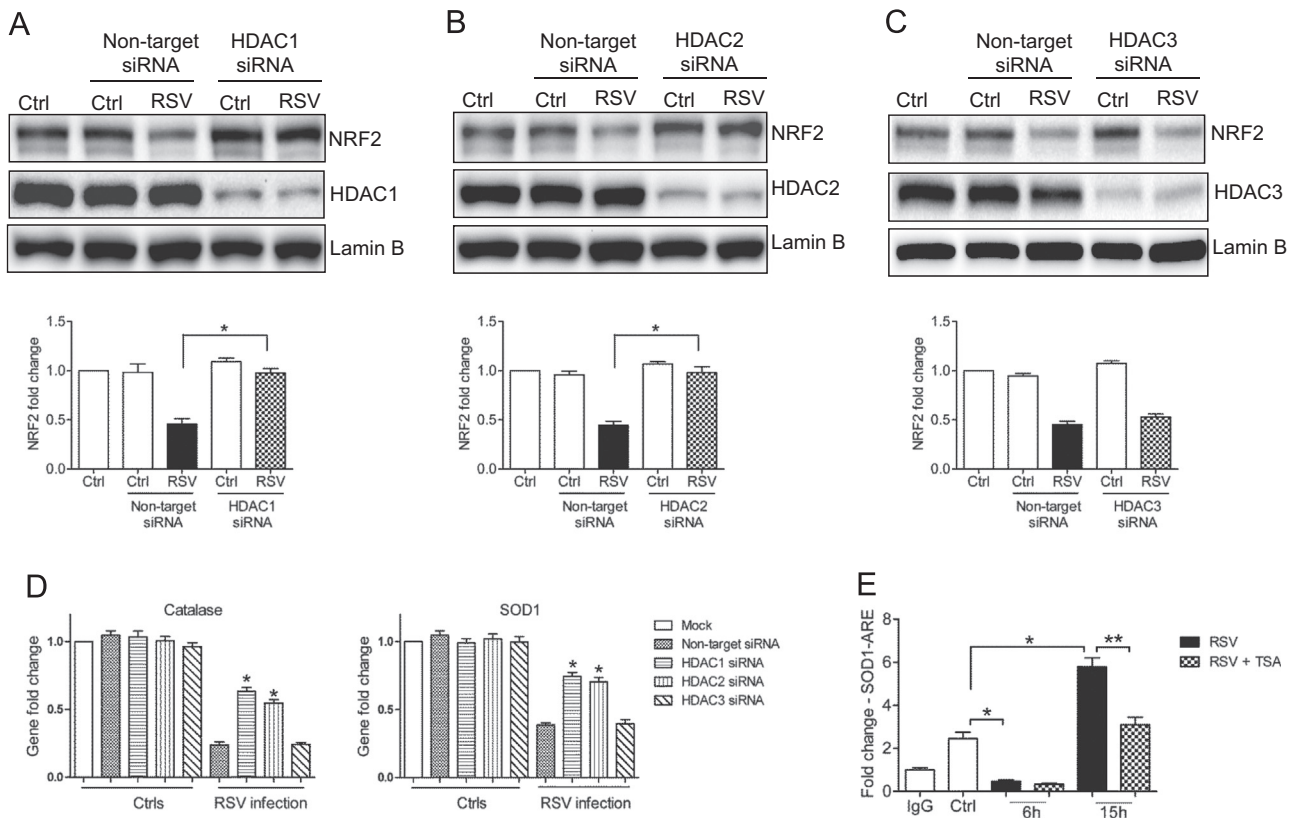 A
Non-target
siRNA
HDAC1
siRNA
Ctrl
Ctrl
RSV
Ctrl
RSV
NRF2
HDAC1
Lamin B
NRF2 fold change
1.5
1.0
0.5
0.0
*
Ctrl
Ctrl
RSV
Ctrl
RSV
Non-target
siRNA
HDAC1
siRNA
B
Non-target
siRNA
HDAC2
siRNA
Ctrl
Ctrl
RSV
Ctrl
RSV
NRF2
HDAC2
Lamin B
NRF2 fold change
1.5
1.0
0.5
0.0
*
Ctrl
Ctrl
RSV
Ctrl
RSV
Non-target
siRNA
HDAC2
siRNA
C
Non-target
siRNA
HDAC3
siRNA
Ctrl
Ctrl
RSV
Ctrl
RSV
NRF2
HDAC3
Lamin B
NRF2 fold change
1.5
1.0
0.5
0.0
Ctrl
Ctrl
RSV
Ctrl
RSV
Non-target
siRNA
HDAC3
siRNA
D
Catalase
Gene fold change
1.0
0.5
0.0
*
*
Ctrls
RSV infection
SOD1
Gene fold change
1.0
0.5
0.0
*
*
Ctrls
RSV infection
Mock
Non-target siRNA
HDAC1 siRNA
HDAC2 siRNA
HDAC3 siRNA
E
Fold change - SOD1-ARE
8
6
4
2
0
*
*
**
IgG
Ctrl
6h
15h
RSV
RSV + TSA